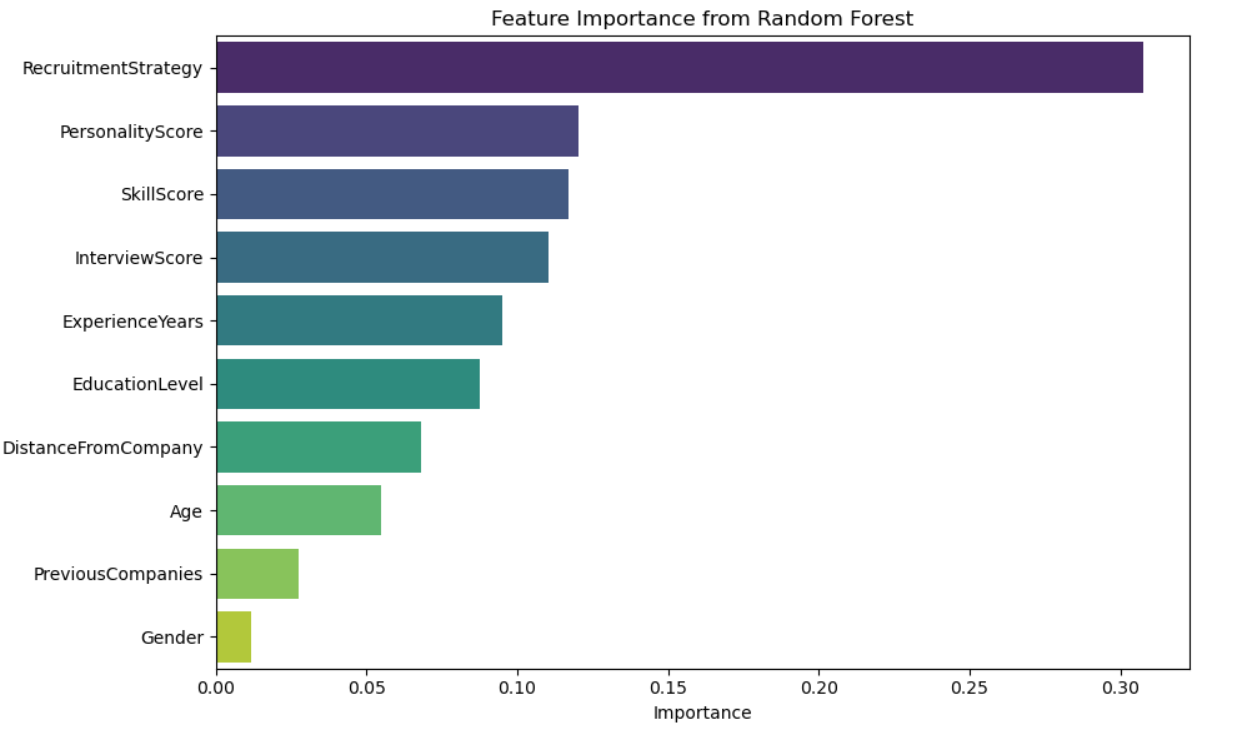 Feature Importance from Random Forest
RecruitmentStrategy
PersonalityScore
SkillScore
InterviewScore
ExperienceYears
EducationLevel
DistanceFromCompany
Age
PreviousCompanies
Gender
0.00 0.05 0.10 0.15 0.20 0.25 0.30
Importance